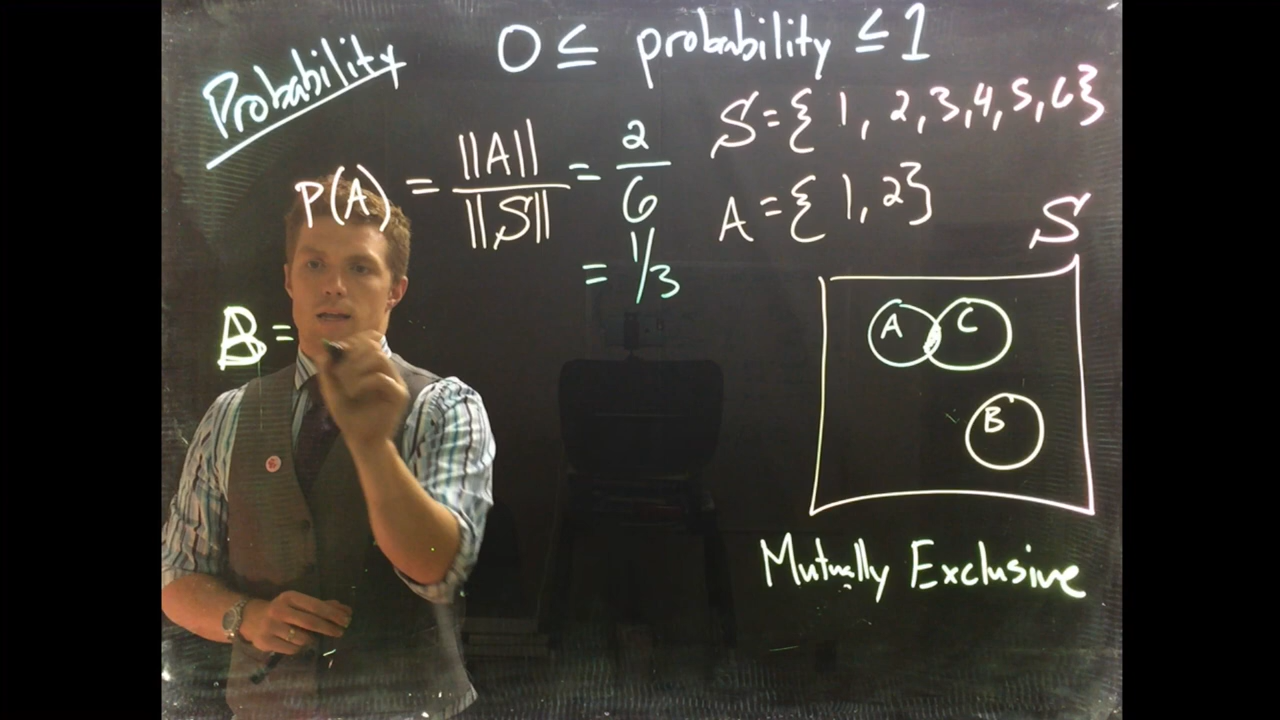 Probability
0 ≤ probability ≤ 1
S = { 1, 2, 3, 4, 5, 6 }
P(A) = ||A|| / ||S|| = 2/6
A = { 1, 2 }
= 1/3
S
B =
A C
B
Mutually Exclusive